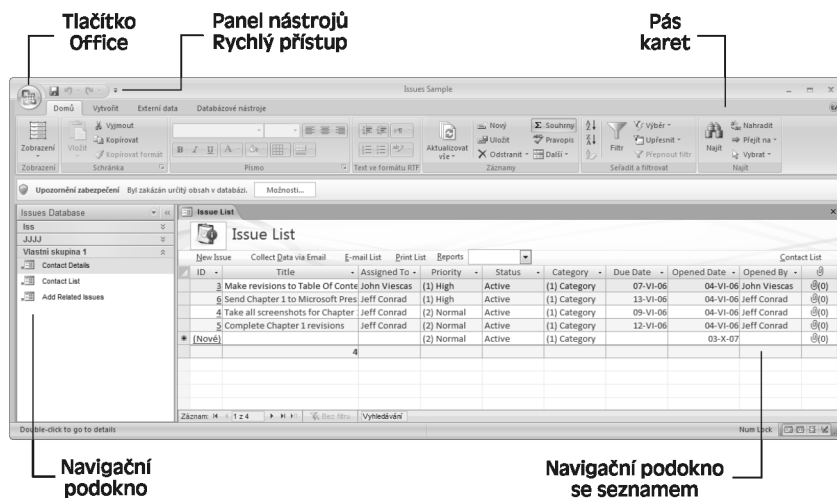 Tlačítko
Office
Panel nástrojů
Rychlý přístup
Pás
karet
Issues Sample
Domů Vytvořit Externí data Databázové nástroje
Zobrazení
Vložit
Vyjmout
Kopírovat
Kopírovat formát
B I U A
Aktualizovat
vše
Nový
Uložit
Odstranit
Souhrny
Pravopis
Další
Filtr
Výběr
Upřesnit
Přepnout filtr
Najít
Nahradit
Přejít na
Vybrat
Zobrazení Schránka Písmo Text ve formátu RTF Záznamy Seřadit a filtrovat Najít
Upozornění zabezpečení Byl zakázán určitý obsah v databázi. Možnosti...
Issues Database
Iss
JJJJ
Vlastní skupina 1
Contact Details
Contact List
Add Related Issues
Issue List
Issue List
New Issue Collect Data via Email E-mail List Print List Reports Contact List
ID Title Assigned To Priority Status Category Due Date Opened Date Opened By
3 Make revisions to Table Of Conte John Viescas (1) High Active (1) Category 07-VI-06 04-VI-06 John Viescas (0)
6 Send Chapter 1 to Microsoft Pres Jeff Conrad (1) High Active (1) Category 13-VI-06 04-VI-06 Jeff Conrad (0)
4 Take all screenshots for Chapter Jeff Conrad (2) Normal Active (1) Category 09-VI-06 04-VI-06 Jeff Conrad (0)
5 Complete Chapter 1 revisions Jeff Conrad (2) Normal Active (1) Category 12-VI-06 04-VI-06 Jeff Conrad (0)
* (Nové) (2) Normal Active (1) Category 03-X-07 (0)
4
Záznam: 1 z 4 Bez filtru Vyhledávání
Double-click to go to details Num Lock
Navigační
podokno
Navigační podokno
se seznamem